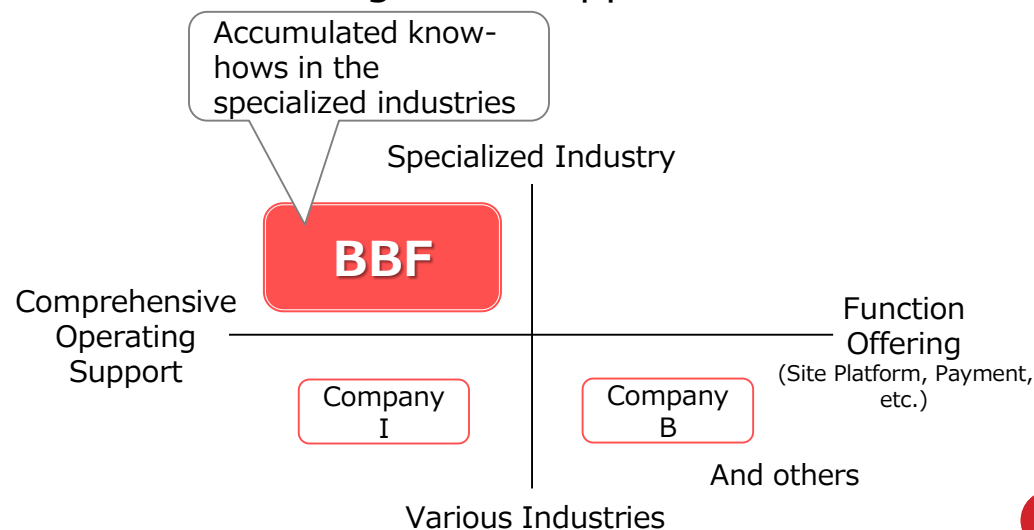 Accumulated know-
hows in the
specialized industries
Specialized Industry
BBF
Comprehensive
Operating
Support
Function
Offering
(Site Platform, Payment,
etc.)
Company
I
Company
B
And others
Various Industries